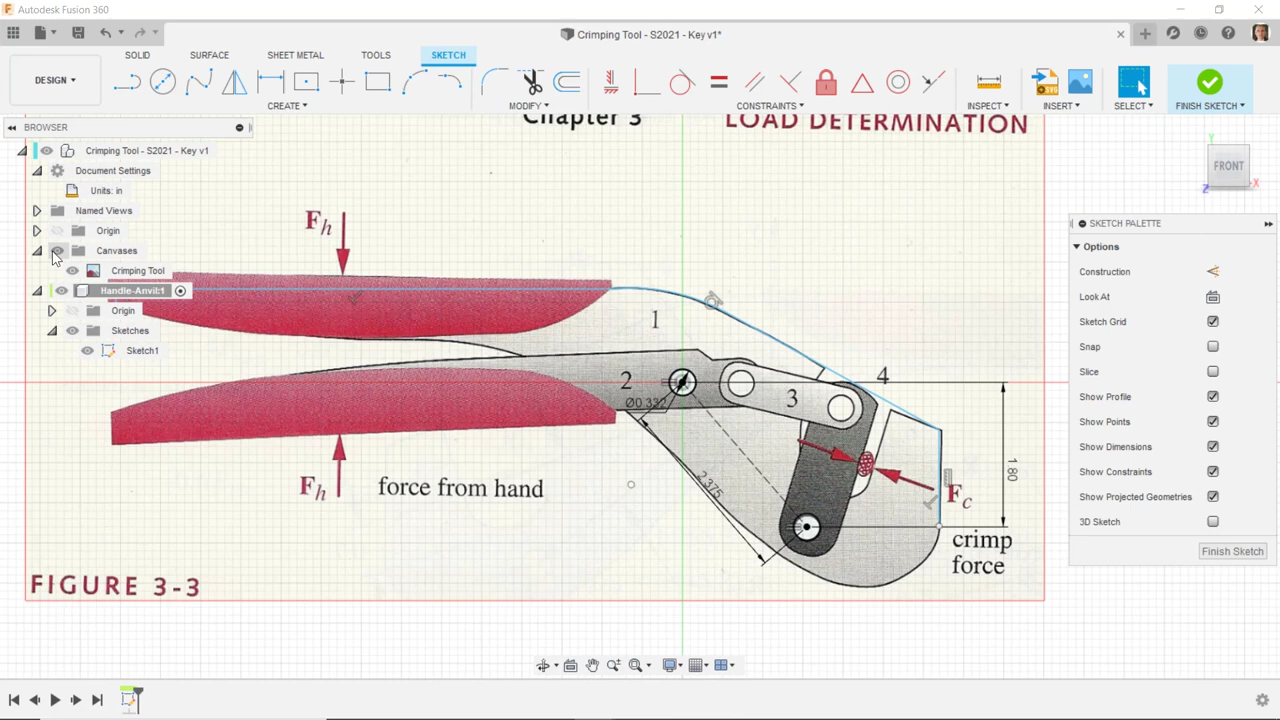 Autodesk Fusion 360
Crimping Tool - S2021 - Key v1*
DESIGN
SOLID SURFACE SHEET METAL TOOLS SKETCH
CREATE MODIFY CONSTRAINTS INSPECT INSERT SELECT FINISH SKETCH
BROWSER
Crimping Tool - S2021 - Key v1
Document Settings
Units: in
Named Views
Origin
Canvases
Crimping Tool
Handle-Anvil:1
Origin
Sketches
Sketch1
Chapter 3 LOAD DETERMINATION
Fh
1
2
3
4
Ø0.332
2.375
1.80
Fh
force from hand
Fc
crimp
force
FIGURE 3-3
Y
FRONT
X
Z
SKETCH PALETTE
Options
Construction
Look At
Sketch Grid
Snap
Slice
Show Profile
Show Points
Show Dimensions
Show Constraints
Show Projected Geometries
3D Sketch
Finish Sketch